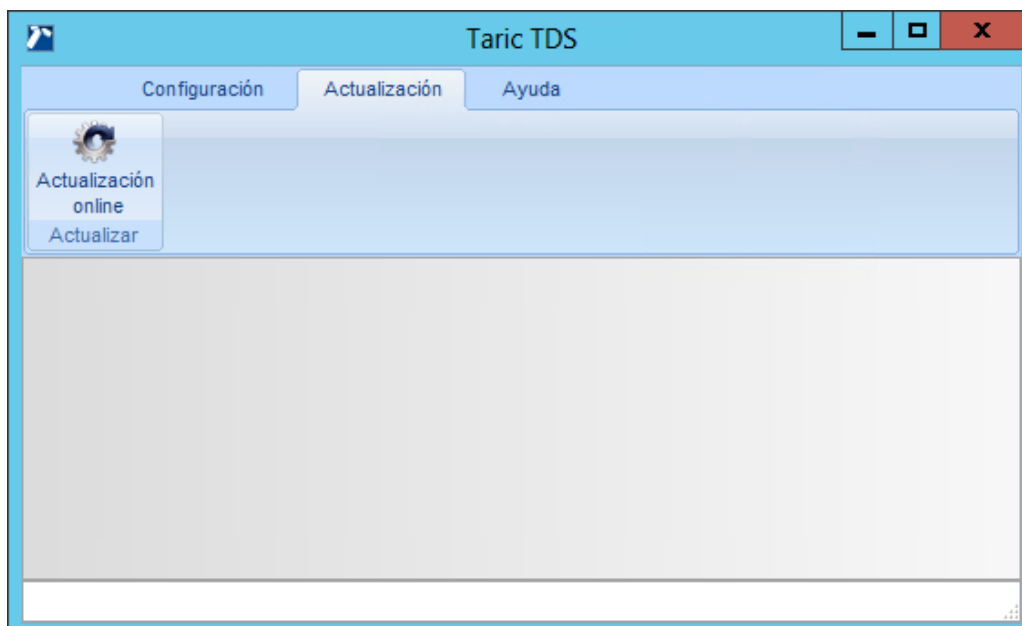 Taric TDS
Configuración
Actualización
Ayuda
Actualización
online
Actualizar